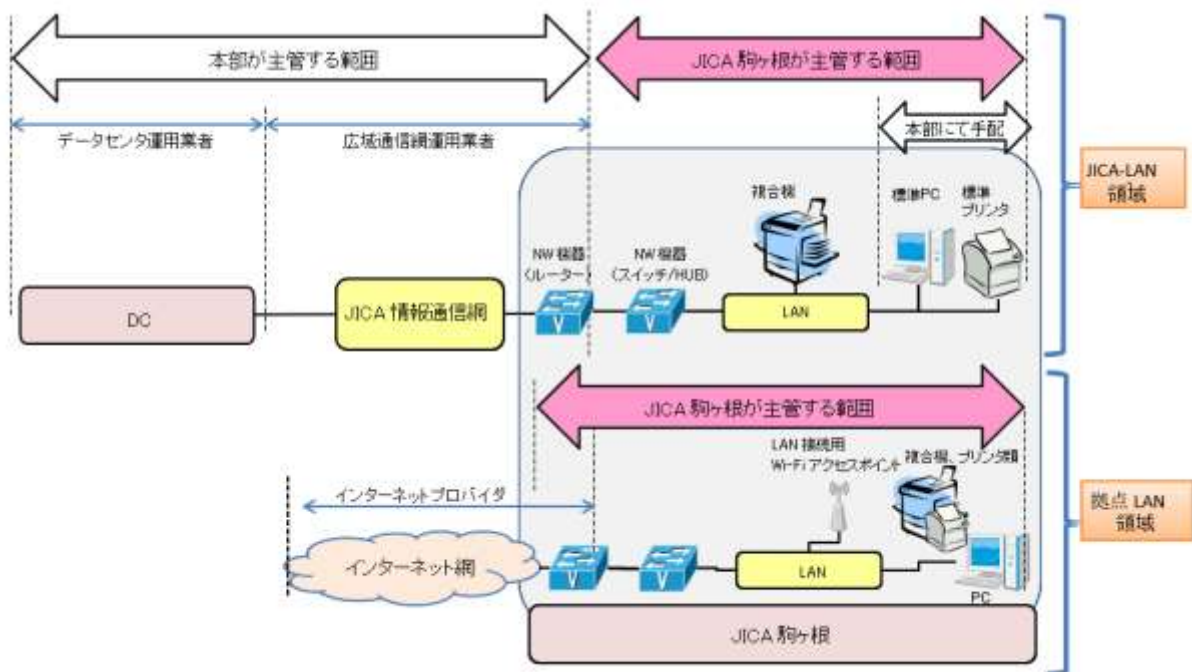 本部が主管する範囲
JICA 駒ヶ根が主管する範囲
データセンタ運用業者
広域通信網運用業者
本部にて手配
JICA-LAN
領域
複合機
標準PC
標準
プリンタ
NW 機器
(ルーター)
NW 機器
(スイッチ/HUB)
DC
JICA 情報通信網
LAN
JICA 駒ヶ根が主管する範囲
LAN 接続用
Wi-Fi アクセスポイント
複合機、プリンタ類
インターネットプロバイダ
拠点 LAN
領域
インターネット網
LAN
PC
JICA 駒ヶ根